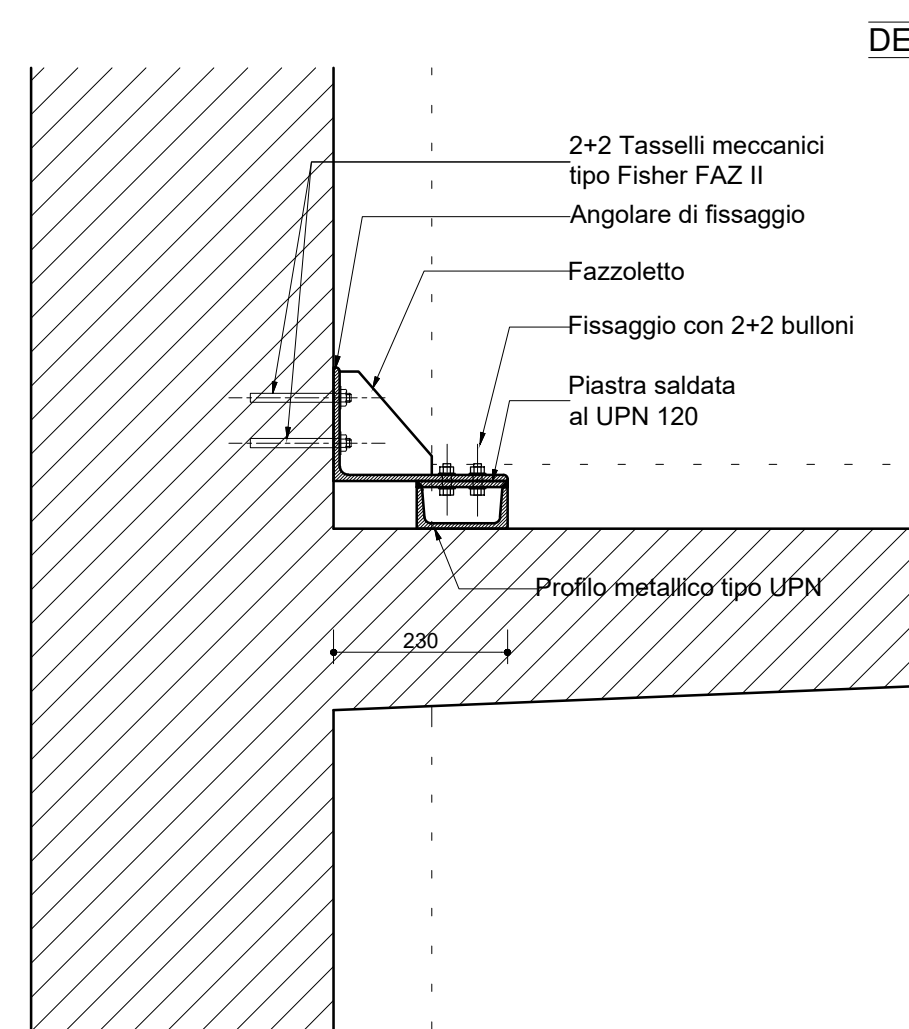 DE
2+2 Tasselli meccanici
tipo Fisher FAZ II
Angolare di fissaggio
Fazzoletto
Fissaggio con 2+2 bulloni
Piastra saldata
al UPN 120
Profilo metallico tipo UPN
230